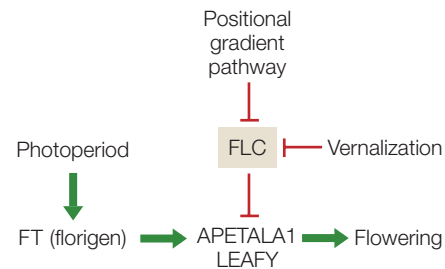 Positional
gradient
pathway
FLC
Vernalization
Photoperiod
FT (florigen)
APETALA1
LEAFY
Flowering